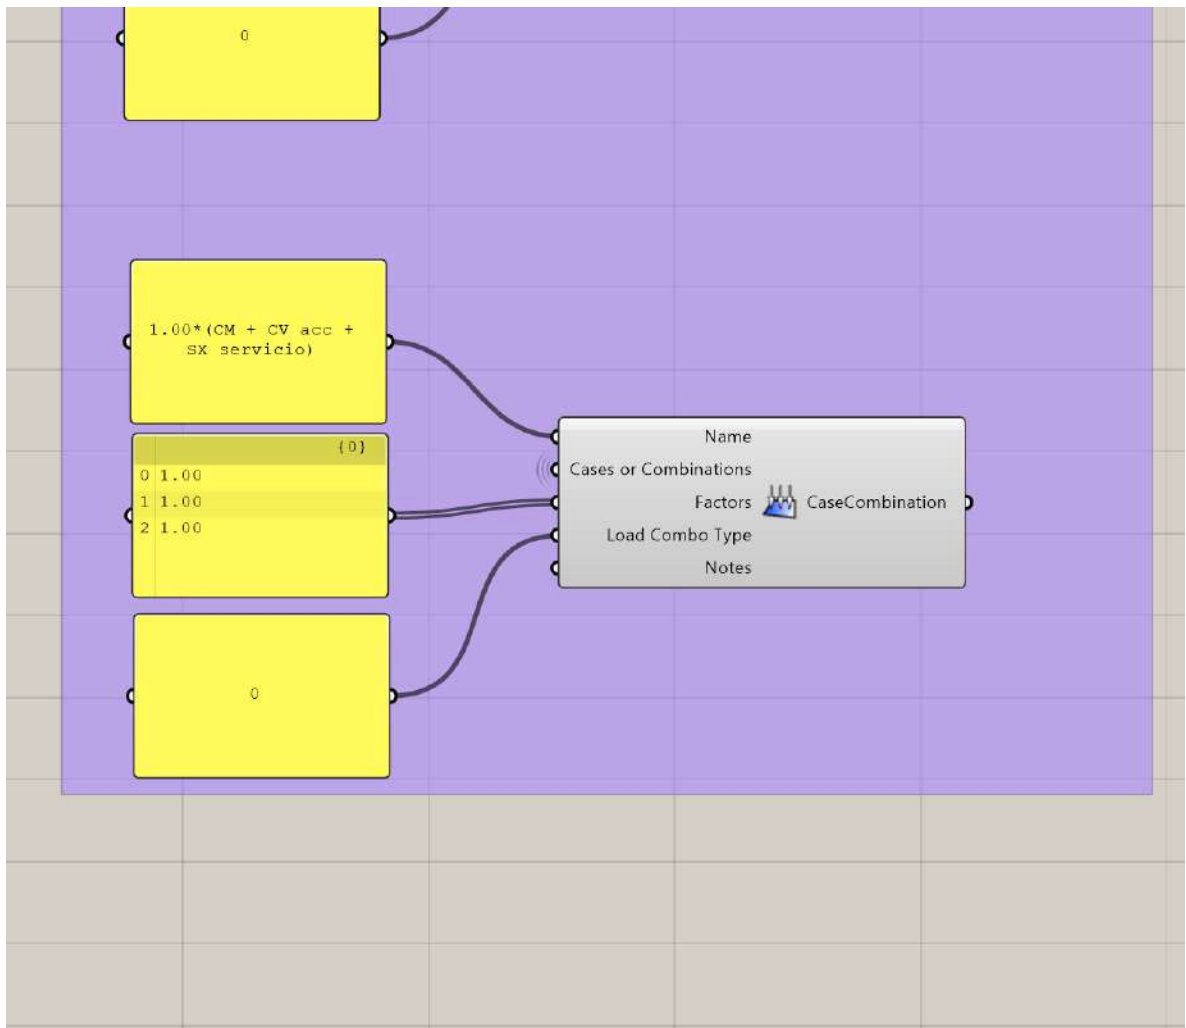 0
1.00*(CM + CV acc +
SX servicio)
{0}
0 1.00
1 1.00
2 1.00
0
Name
Cases or Combinations
Factors
Load Combo Type
Notes
CaseCombination